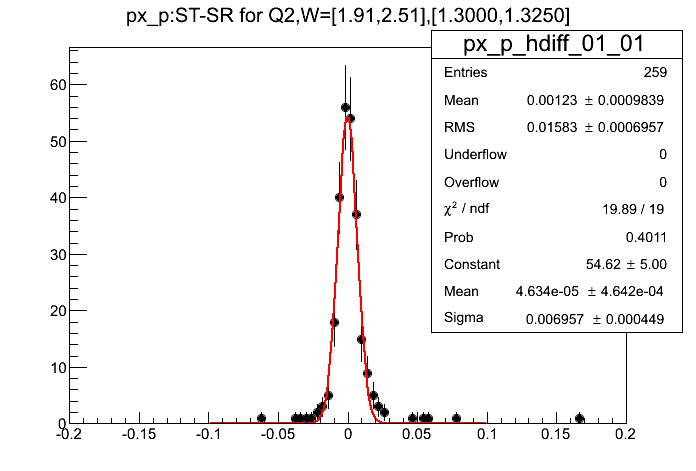 px_p:ST-SR for Q2,W=[1.91,2.51],[1.3000,1.3250]
px_p_hdiff_01_01
Entries 259
Mean 0.00123 ± 0.0009839
RMS 0.01583 ± 0.0006957
Underflow 0
Overflow 0
χ² / ndf 19.89 / 19
Prob 0.4011
Constant 54.62 ± 5.00
Mean 4.634e-05 ± 4.642e-04
Sigma 0.006957 ± 0.000449
60
50
40
30
20
10
0
-0.2 -0.15 -0.1 -0.05 0 0.05 0.1 0.15 0.2